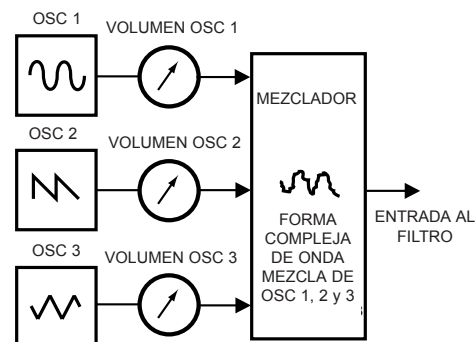 OSC 1
VOLUMEN OSC 1
MEZCLADOR
OSC 2
VOLUMEN OSC 2
FORMA
COMPLEJA
DE ONDA
MEZCLA DE
OSC 1, 2 y 3
ENTRADA AL
FILTRO
OSC 3
VOLUMEN OSC 3